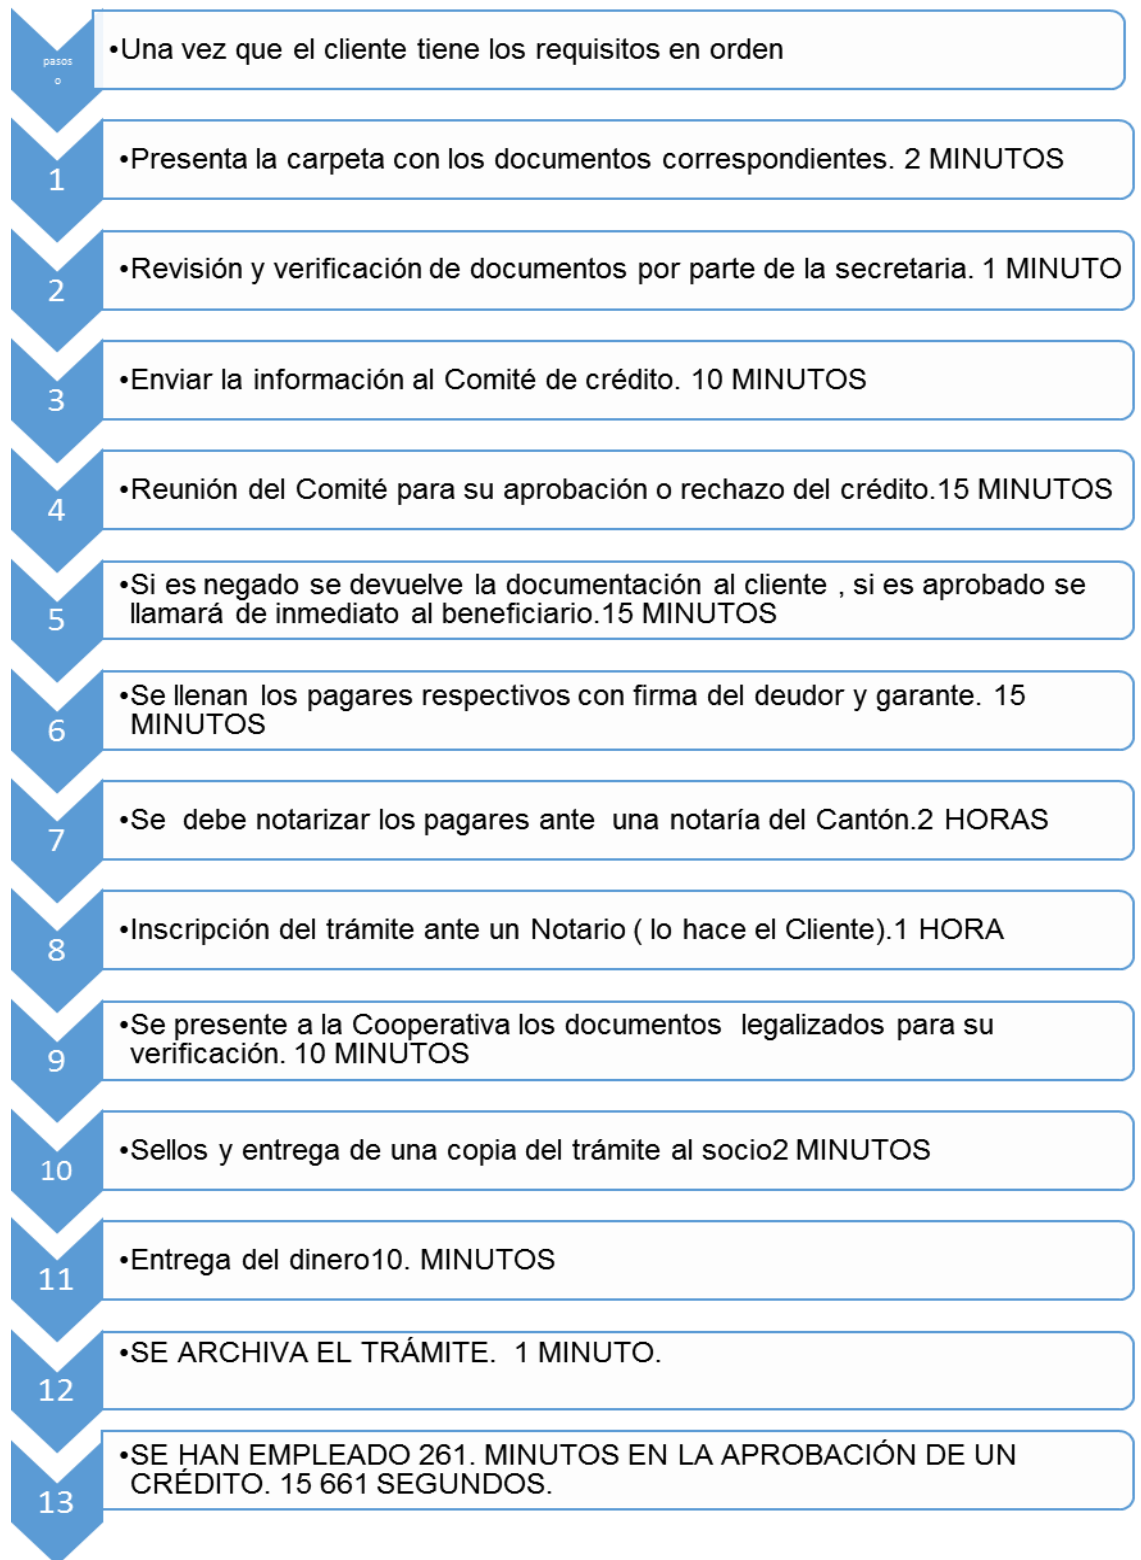 pasos
o
•Una vez que el cliente tiene los requisitos en orden
1
•Presenta la carpeta con los documentos correspondientes. 2 MINUTOS
2
•Revisión y verificación de documentos por parte de la secretaria. 1 MINUTO
3
•Enviar la información al Comité de crédito. 10 MINUTOS
4
•Reunión del Comité para su aprobación o rechazo del crédito.15 MINUTOS
5
•Si es negado se devuelve la documentación al cliente , si es aprobado se
llamará de inmediato al beneficiario.15 MINUTOS
6
•Se llenan los pagares respectivos con firma del deudor y garante. 15
MINUTOS
7
•Se debe notarizar los pagares ante una notaría del Cantón.2 HORAS
8
•Inscripción del trámite ante un Notario ( lo hace el Cliente).1 HORA
9
•Se presente a la Cooperativa los documentos legalizados para su
verificación. 10 MINUTOS
10
•Sellos y entrega de una copia del trámite al socio2 MINUTOS
11
•Entrega del dinero10. MINUTOS
12
•SE ARCHIVA EL TRÁMITE. 1 MINUTO.
13
•SE HAN EMPLEADO 261. MINUTOS EN LA APROBACIÓN DE UN
CRÉDITO. 15 661 SEGUNDOS.